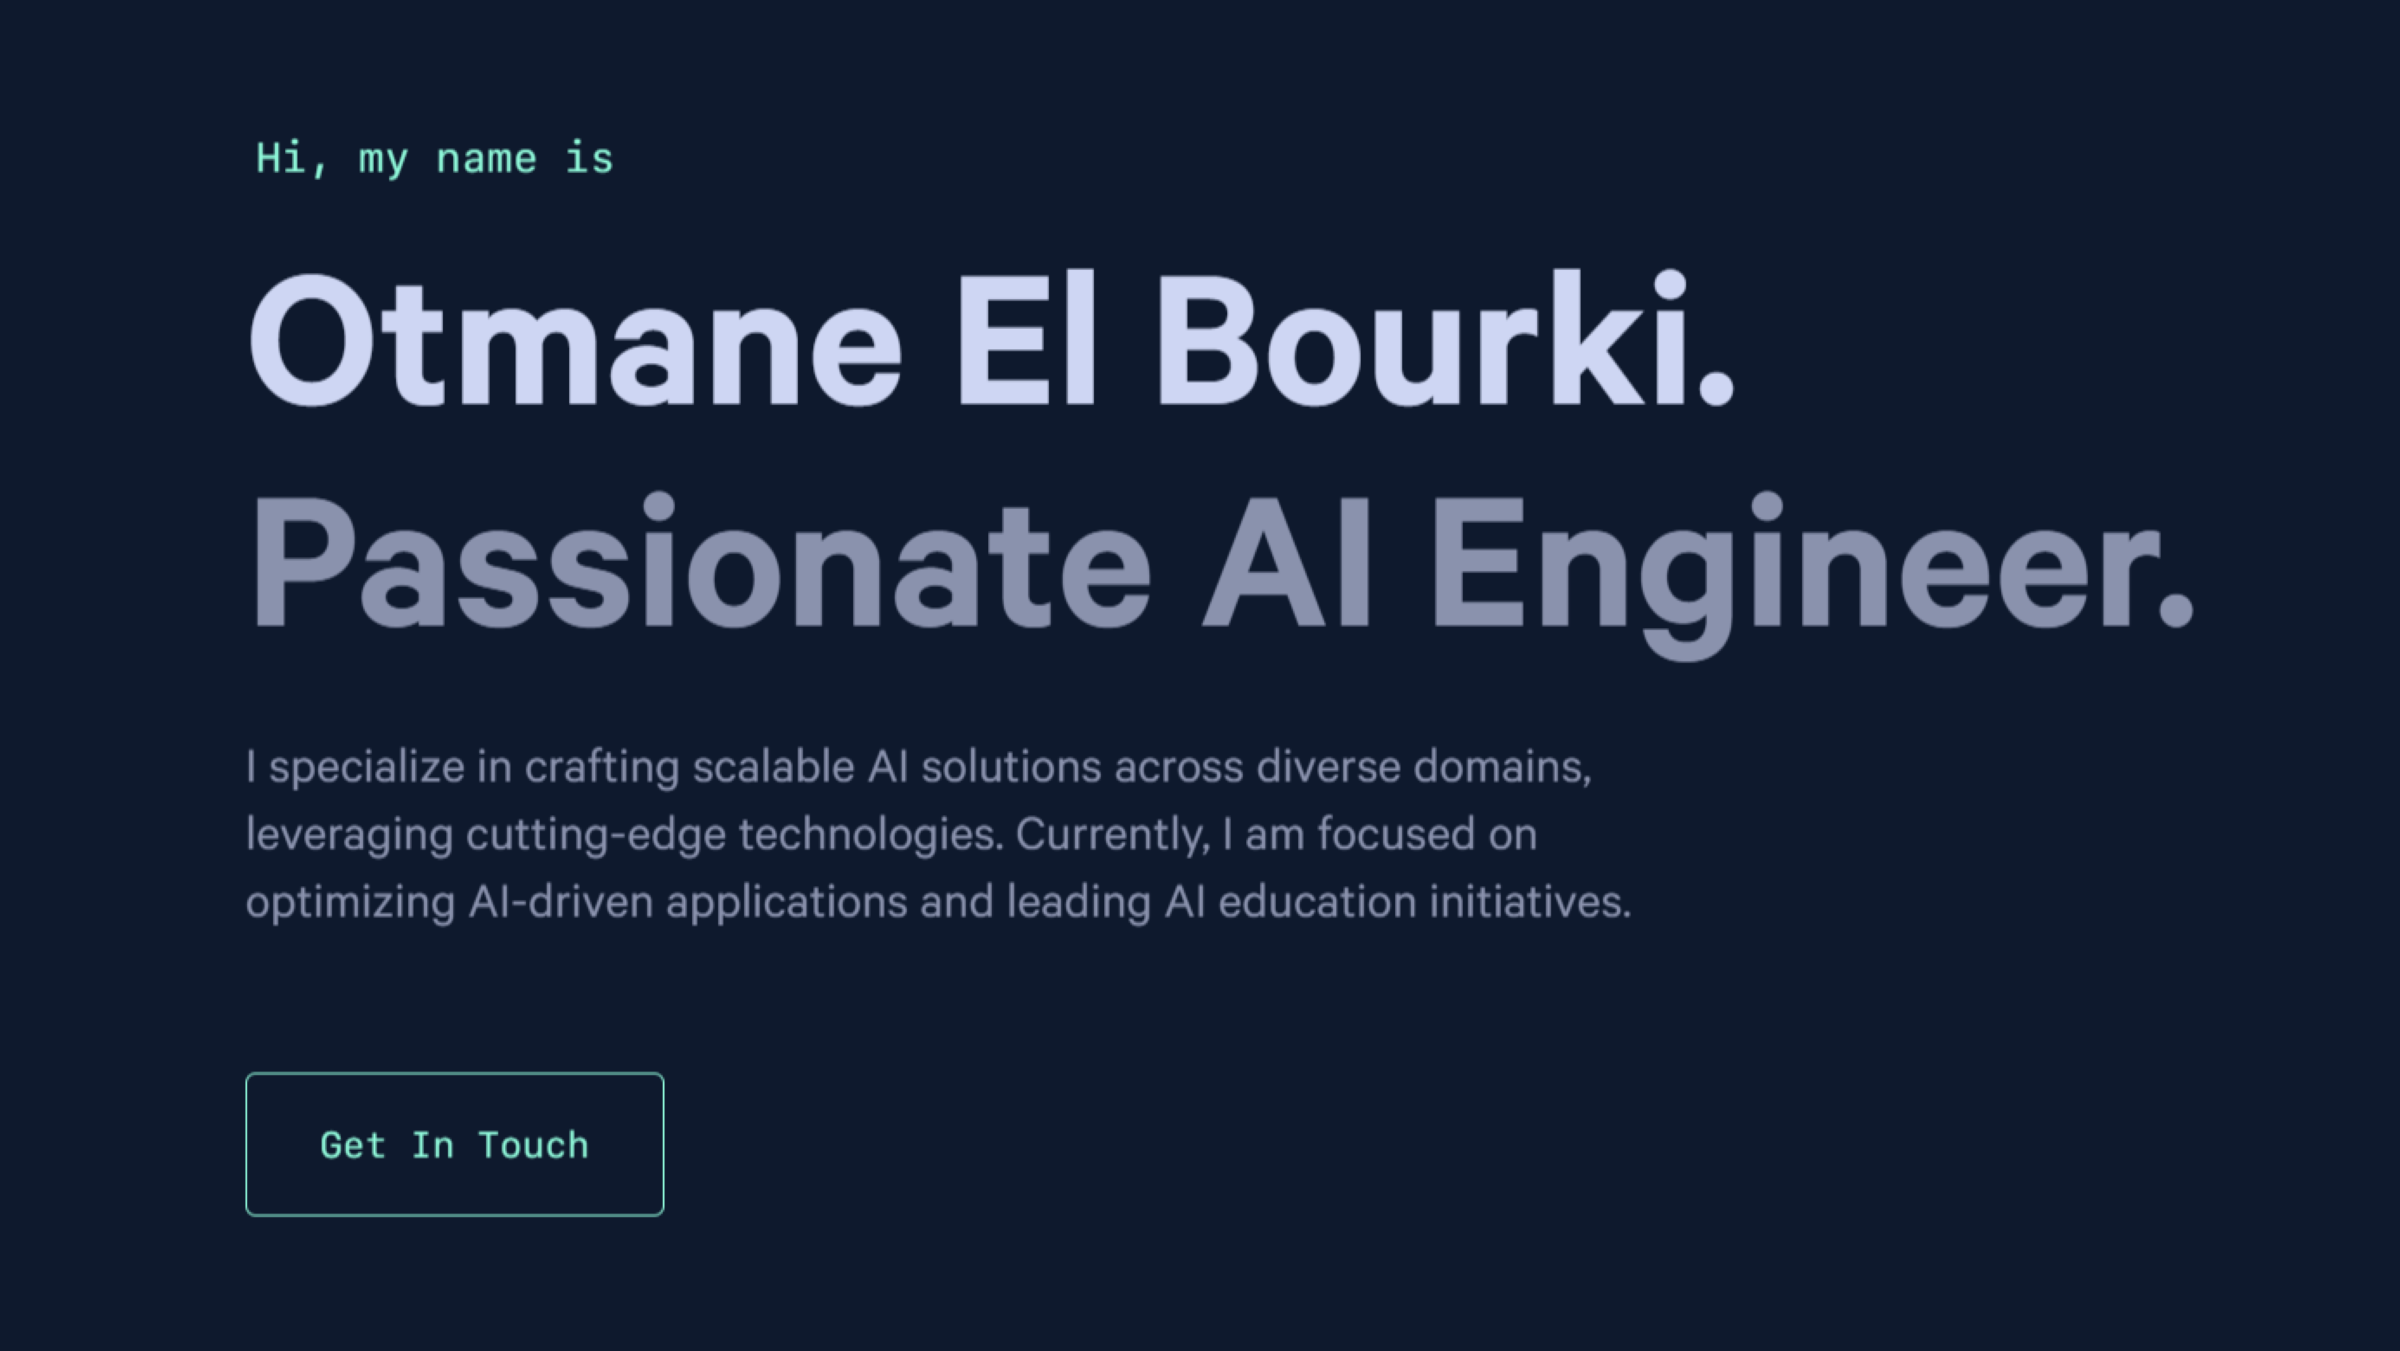 Hi, my name is
Otmane El Bourki.
Passionate AI Engineer.
I specialize in crafting scalable AI solutions across diverse domains,
leveraging cutting-edge technologies. Currently, I am focused on
optimizing AI-driven applications and leading AI education initiatives.
Get In Touch